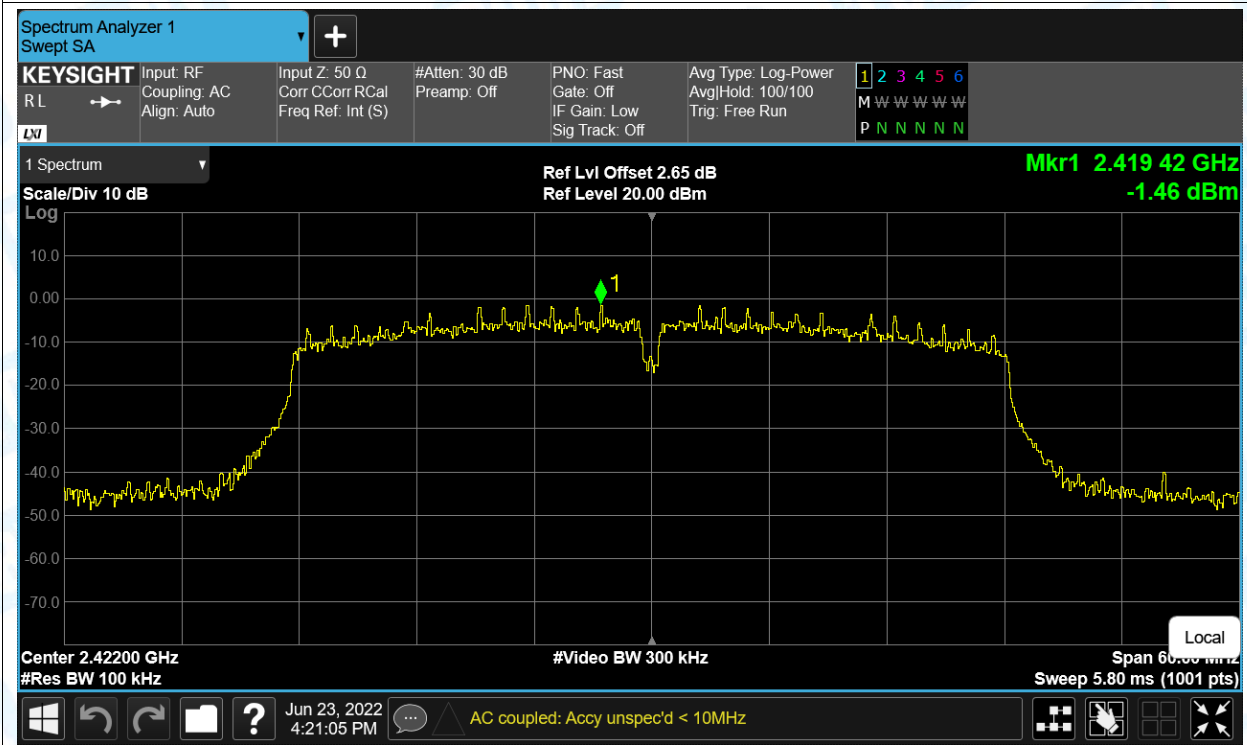 Spectrum Analyzer 1
Swept SA
KEYSIGHT
R L
LXI
Input: RF
Coupling: AC
Align: Auto
Input Z: 50 Ω
Corr CCorr RCal
Freq Ref: Int (S)
#Atten: 30 dB
Preamp: Off
PNO: Fast
Gate: Off
IF Gain: Low
Sig Track: Off
Avg Type: Log-Power
Avg|Hold: 100/100
Trig: Free Run
1 2 3 4 5 6
M W W W W W
P N N N N N
1 Spectrum
Scale/Div 10 dB
Log
Ref Lvl Offset 2.65 dB
Ref Level 20.00 dBm
Mkr1 2.419 42 GHz
-1.46 dBm
1
10.0
0.00
-10.0
-20.0
-30.0
-40.0
-50.0
-60.0
-70.0
Local
Center 2.42200 GHz
#Video BW 300 kHz
Span 60.00 MHz
#Res BW 100 kHz
Sweep 5.80 ms (1001 pts)
?
Jun 23, 2022
4:21:05 PM
AC coupled: Accy unspec'd < 10MHz